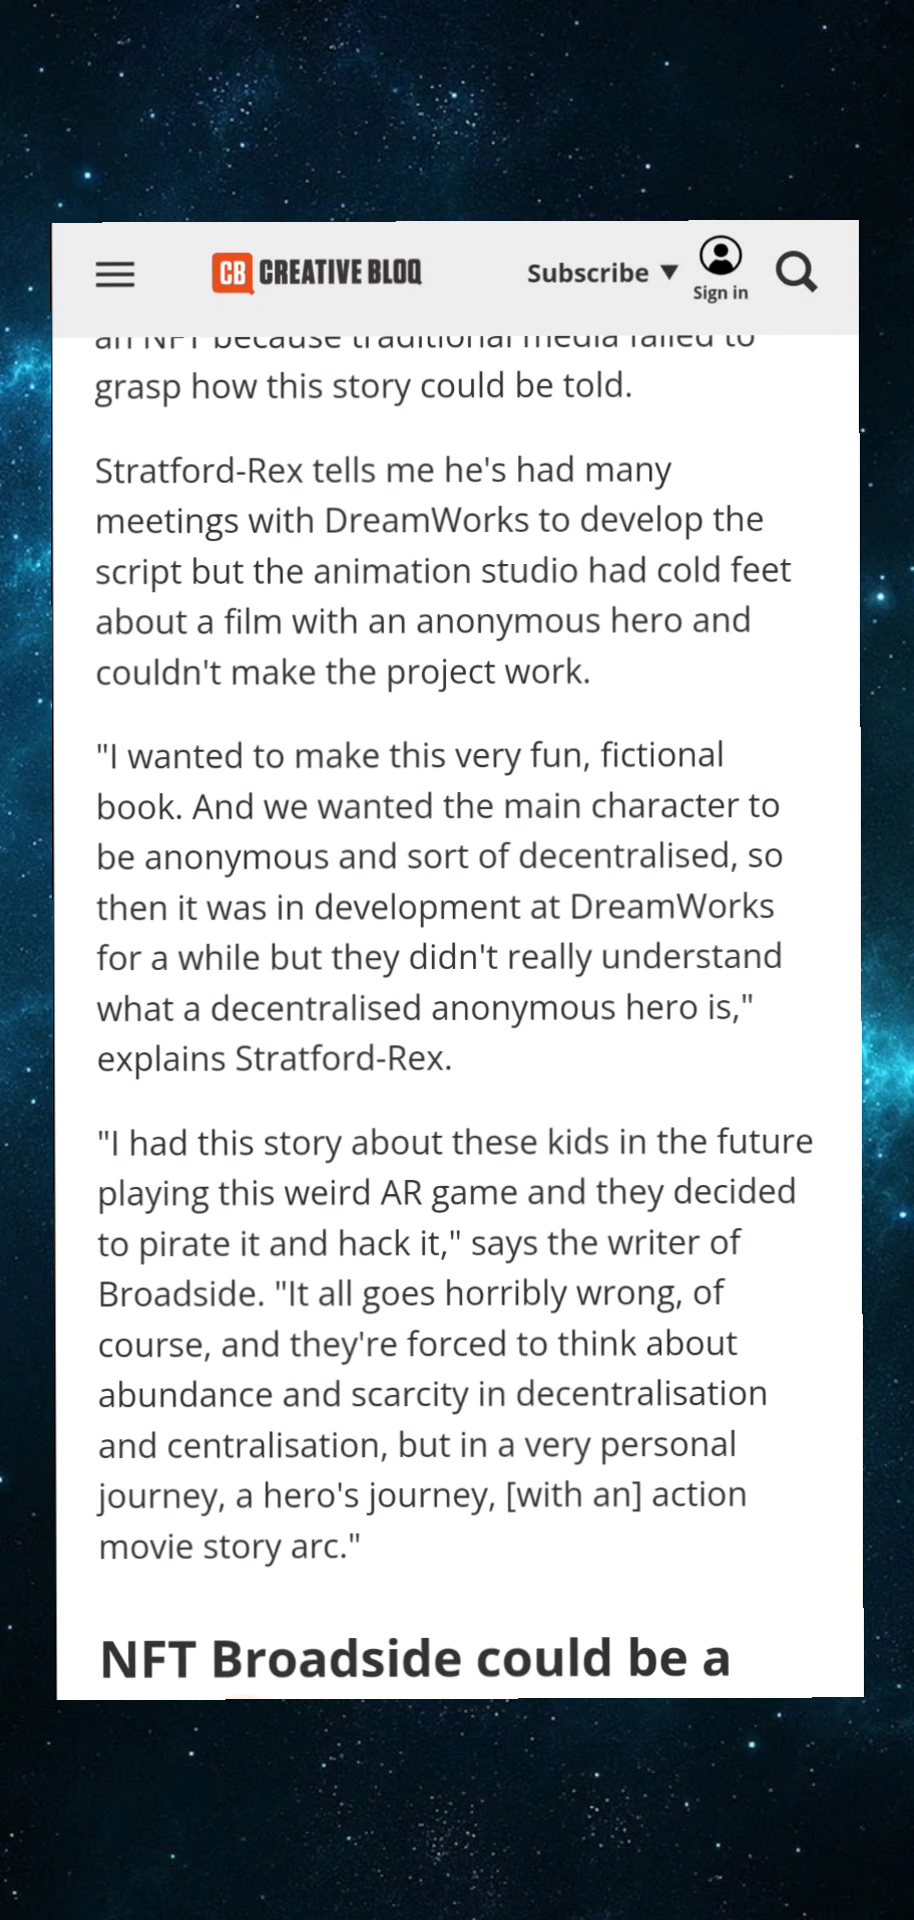 CB CREATIVE BLOQ
Subscribe ▼
Sign in
an NFT because traditional media failed to
grasp how this story could be told.
Stratford-Rex tells me he's had many
meetings with DreamWorks to develop the
script but the animation studio had cold feet
about a film with an anonymous hero and
couldn't make the project work.
"I wanted to make this very fun, fictional
book. And we wanted the main character to
be anonymous and sort of decentralised, so
then it was in development at DreamWorks
for a while but they didn't really understand
what a decentralised anonymous hero is,"
explains Stratford-Rex.
"I had this story about these kids in the future
playing this weird AR game and they decided
to pirate it and hack it," says the writer of
Broadside. "It all goes horribly wrong, of
course, and they're forced to think about
abundance and scarcity in decentralisation
and centralisation, but in a very personal
journey, a hero's journey, [with an] action
movie story arc."
NFT Broadside could be a